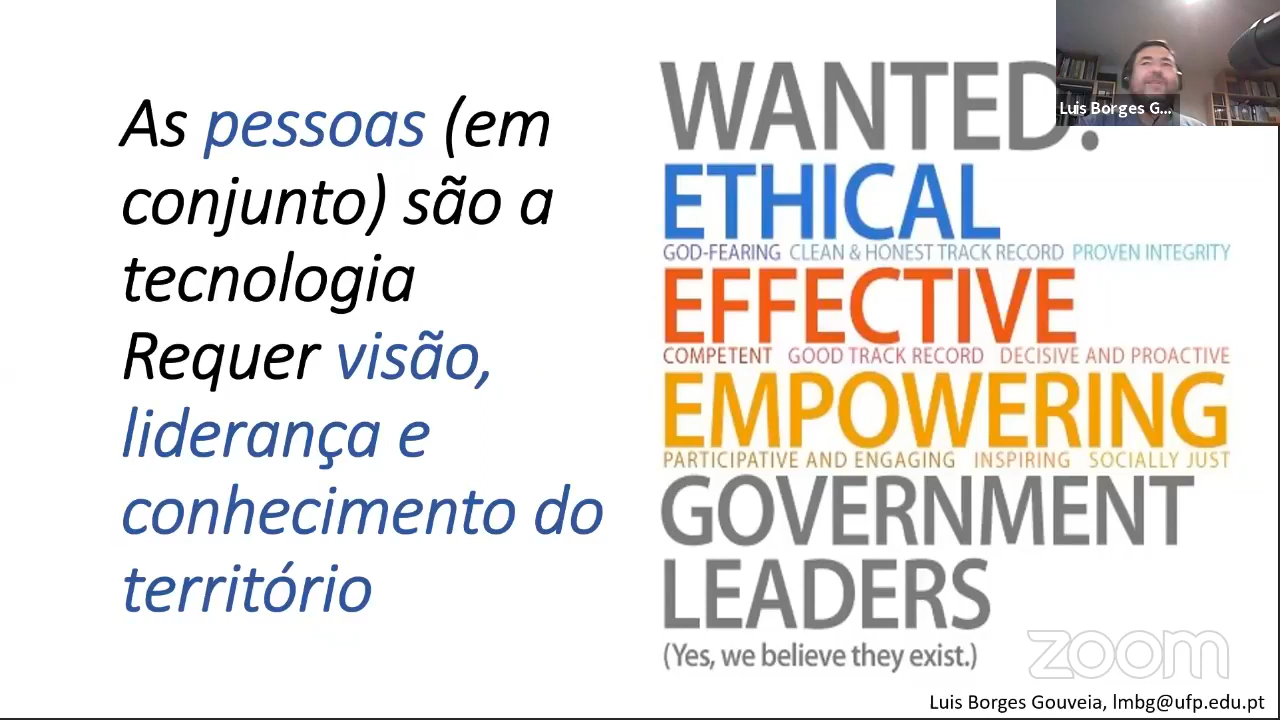 As pessoas (em
conjunto) são a
tecnologia
Requer visão,
liderança e
conhecimento do
território
WANTED:
ETHICAL
GOD-FEARING CLEAN & HONEST TRACK RECORD PROVEN INTEGRITY
EFFECTIVE
COMPETENT GOOD TRACK RECORD DECISIVE AND PROACTIVE
EMPOWERING
PARTICIPATIVE AND ENGAGING INSPIRING SOCIALLY JUST
GOVERNMENT
LEADERS
(Yes, we believe they exist.)
Luis Borges G...
zoom
Luis Borges Gouveia, lmbg@ufp.edu.pt